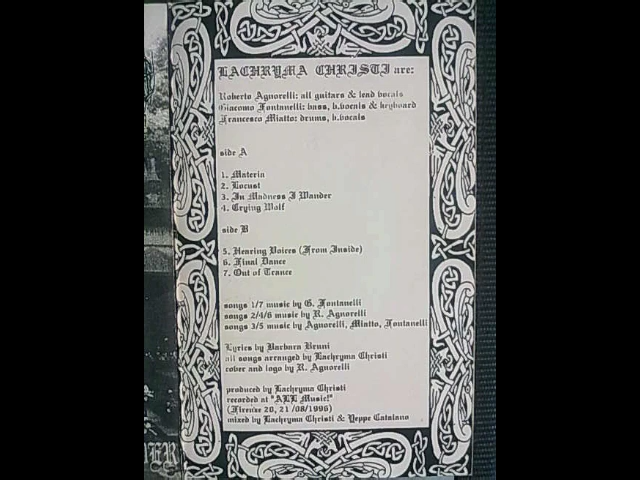 LACHRYMA CHRISTI are:
Roberto Agnorelli: all guitars & lead vocals
Giacomo Fontanelli: bass, b.vocals & keyboard
Francesco Miatto: drums, b.vocals
side A
1. Materia
2. Locust
3. In Madness I Wander
4. Crying Wolf
side B
5. Hearing Voices (From Inside)
6. Final Dance
7. Out of Trance
songs 1/7 music by G. Fontanelli
songs 2/4/6 music by R. Agnorelli
songs 3/5 music by Agnorelli, Miatto, Fontanelli
Lyrics by Barbara Bruni
all songs arranged by Lachryma Christi
cover and logo by R. Agnorelli
produced by Lachryma Christi
recorded at "ALL Music!"
(Firenze 20, 21 /08/1996)
mixed by Lachryma Christi & Yeppe Catalano